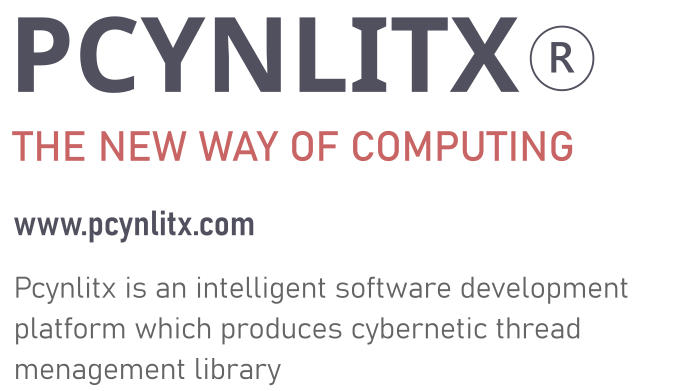 PCYNLITX®
THE NEW WAY OF COMPUTING
www.pcynlitx.com
Pcynlitx is an intelligent software development
platform which produces cybernetic thread
menagement library